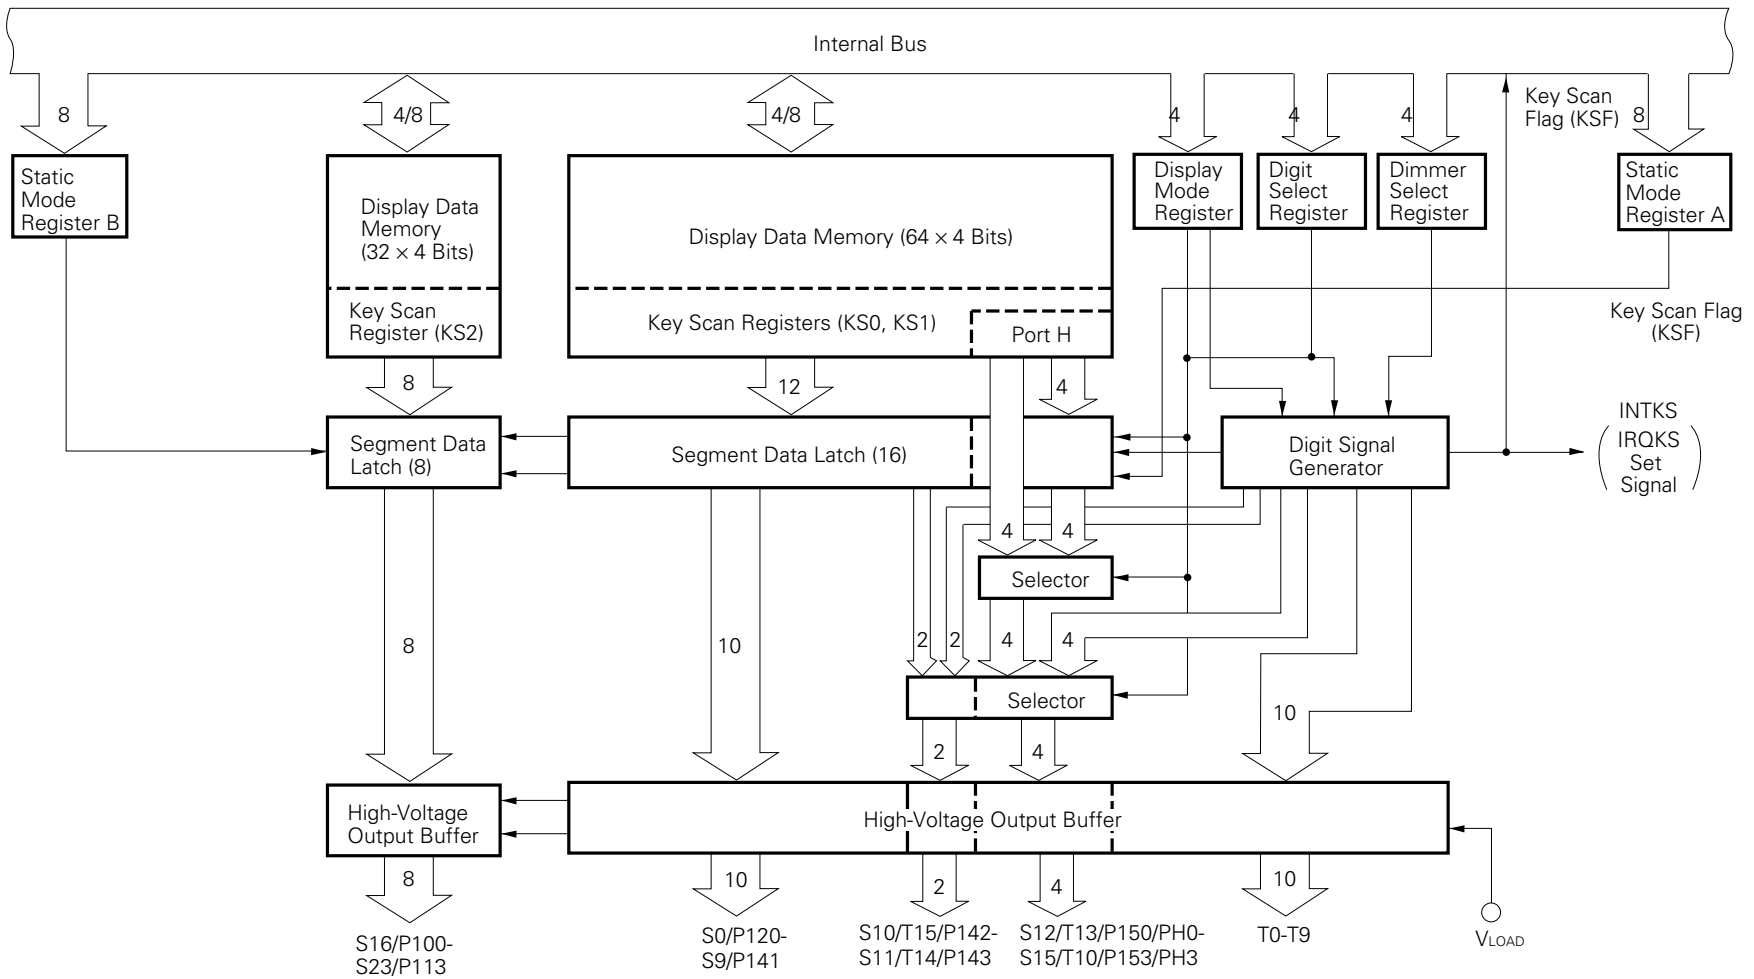 Internal Bus
8
4/8
4/8
4
4
4
Key Scan
Flag (KSF)
8
Static
Mode
Register B
Display Data
Memory
(32 × 4 Bits)
Display Data Memory (64 × 4 Bits)
Display
Mode
Register
Digit
Select
Register
Dimmer
Select
Register
Static
Mode
Register A
Key Scan
Register (KS2)
Key Scan Registers (KS0, KS1)
Port H
Key Scan Flag
(KSF)
8
12
4
Segment Data
Latch (8)
Segment Data Latch (16)
Digit Signal
Generator
INTKS
IRQKS
Set
Signal
4
4
Selector
8
10
2
2
4
4
Selector
10
2
4
High-Voltage
Output Buffer
High-Voltage Output Buffer
8
10
2
4
10
S16/P100-
S23/P113
S0/P120-
S9/P141
S10/T15/P142-
S11/T14/P143
S12/T13/P150/PH0-
S15/T10/P153/PH3
T0-T9
VLOAD